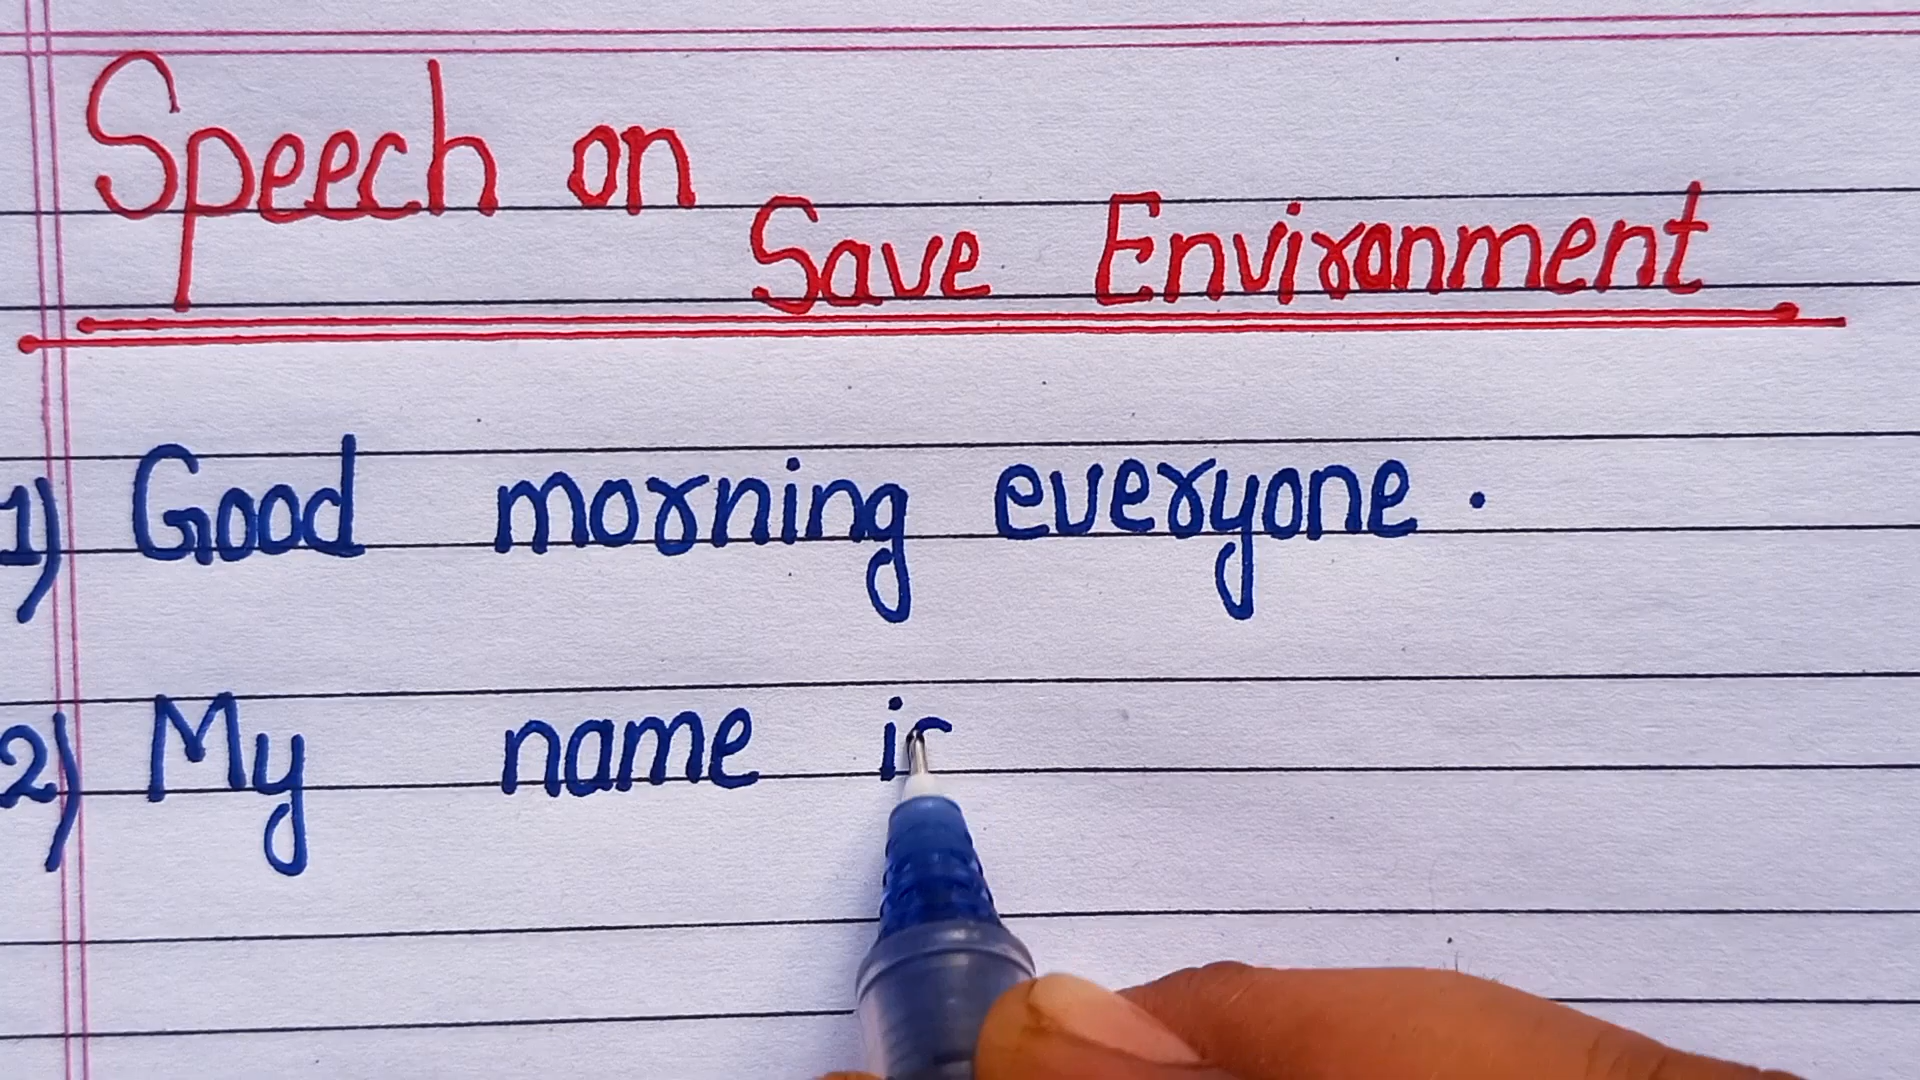 Speech on
Save Environment
1) Good morning everyone.
2) My name is